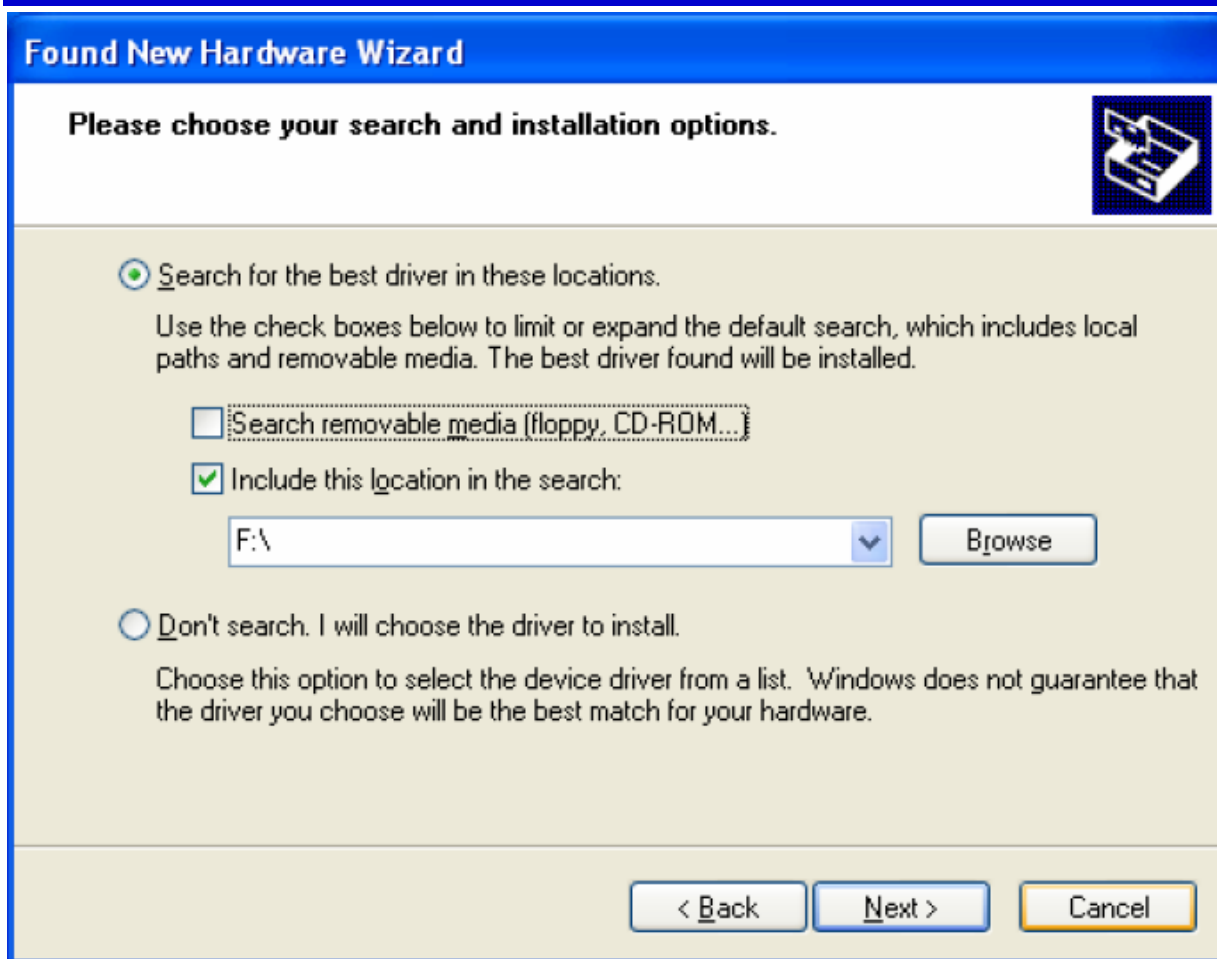 Found New Hardware Wizard
Please choose your search and installation options.
Search for the best driver in these locations.
Use the check boxes below to limit or expand the default search, which includes local
paths and removable media. The best driver found will be installed.
Search removable media (floppy, CD-ROM...)
Include this location in the search:
F:\
Browse
Don't search. I will choose the driver to install.
Choose this option to select the device driver from a list. Windows does not guarantee that
the driver you choose will be the best match for your hardware.
< Back
Next >
Cancel